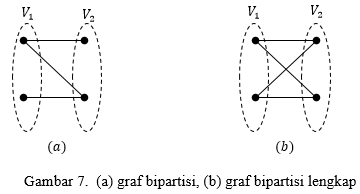 V₁ V₂ V₁ V₂
(a) (b)
Gambar 7. (a) graf bipartisi, (b) graf bipartisi lengkap